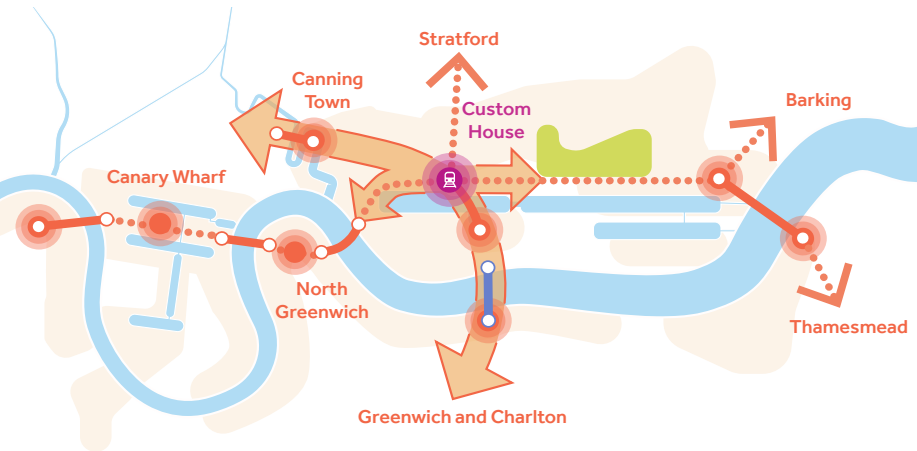 Stratford
Canning
Town
Custom
House
Barking
Canary Wharf
North
Greenwich
Thamesmead
Greenwich and Charlton